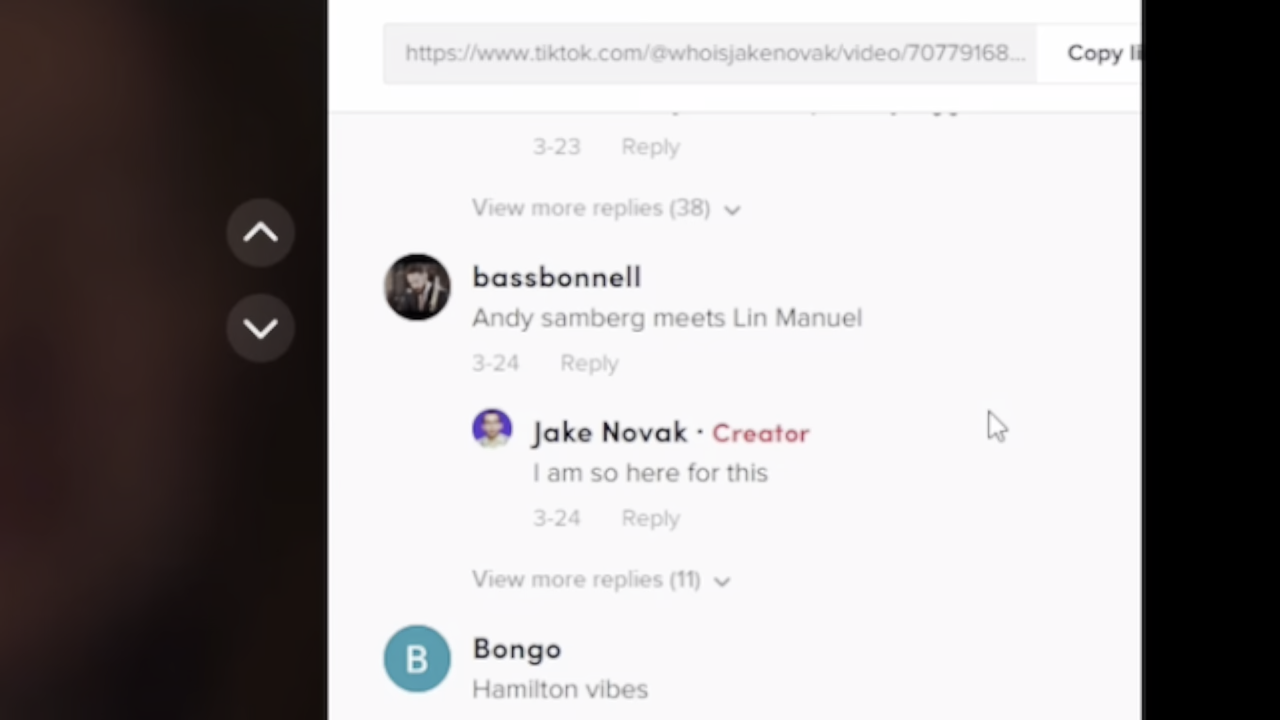 https://www.tiktok.com/@whoisjakenovak/video/70779168...
Copy li
3-23 Reply
View more replies (38)
bassbonnell
Andy samberg meets Lin Manuel
3-24 Reply
Jake Novak · Creator
I am so here for this
3-24 Reply
View more replies (11)
B
Bongo
Hamilton vibes